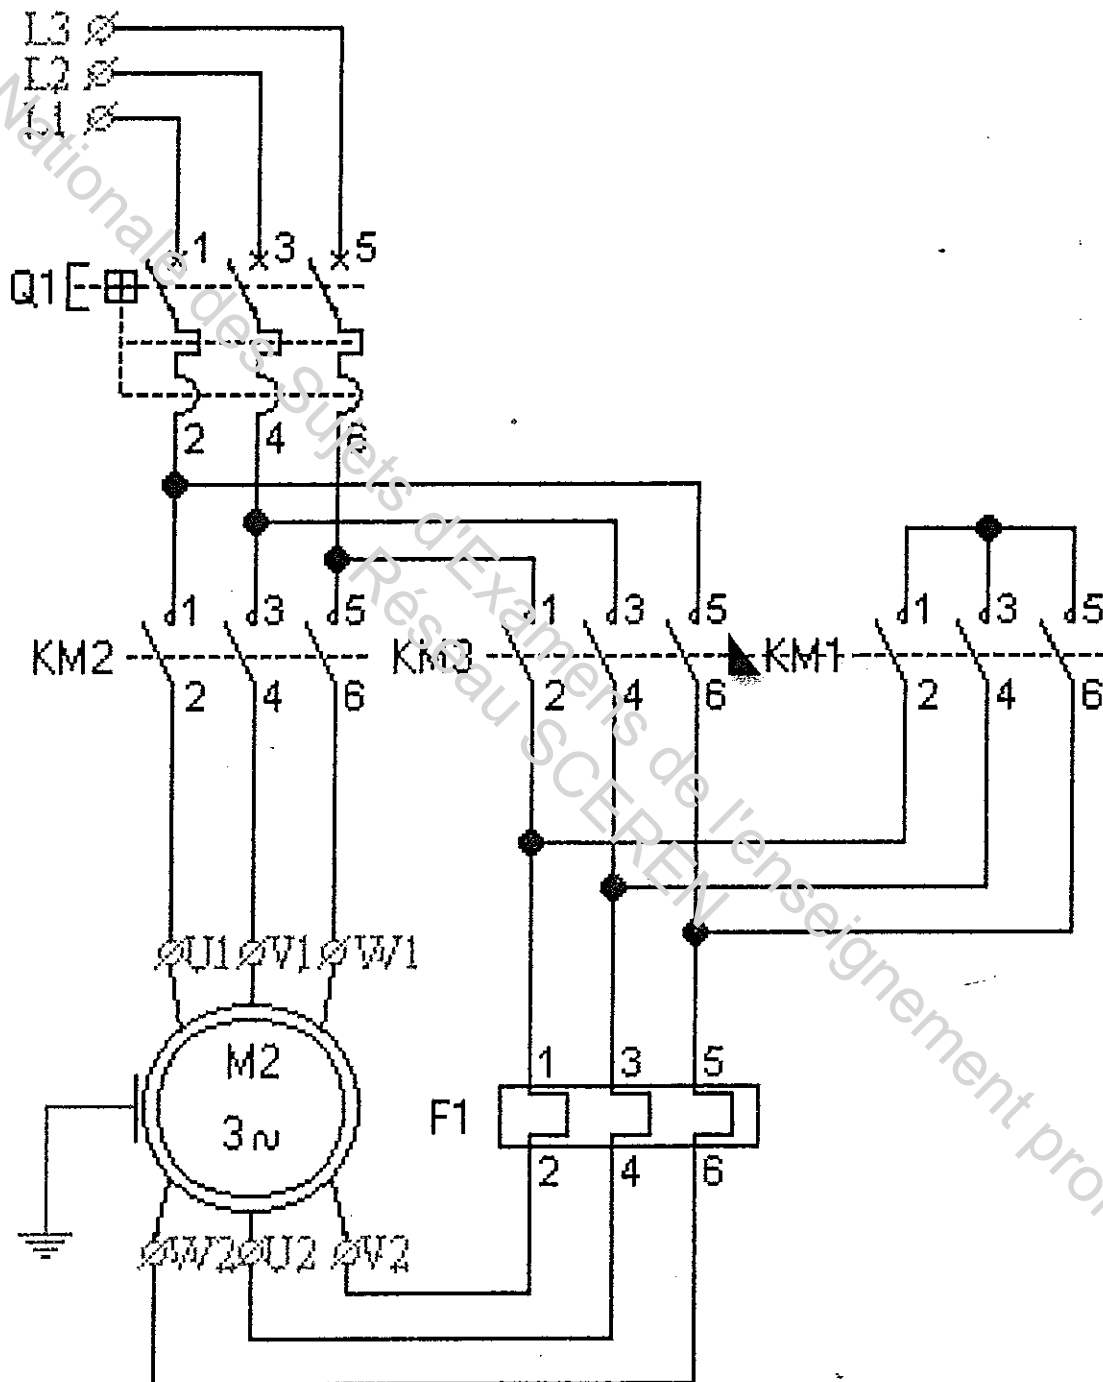 L3
L2
L1
1 3 5
Q1
2 4 6
1 3 5 1 3 5 1 3 5
KM2 KM3 KM1
2 4 6 2 4 6 2 4 6
U1 V1 W1
M2
3~
1 3 5
F1
2 4 6
W2 U2 V2
Nationale des Sujets d'Examens de l'enseignement pro
Réseau SCEREN